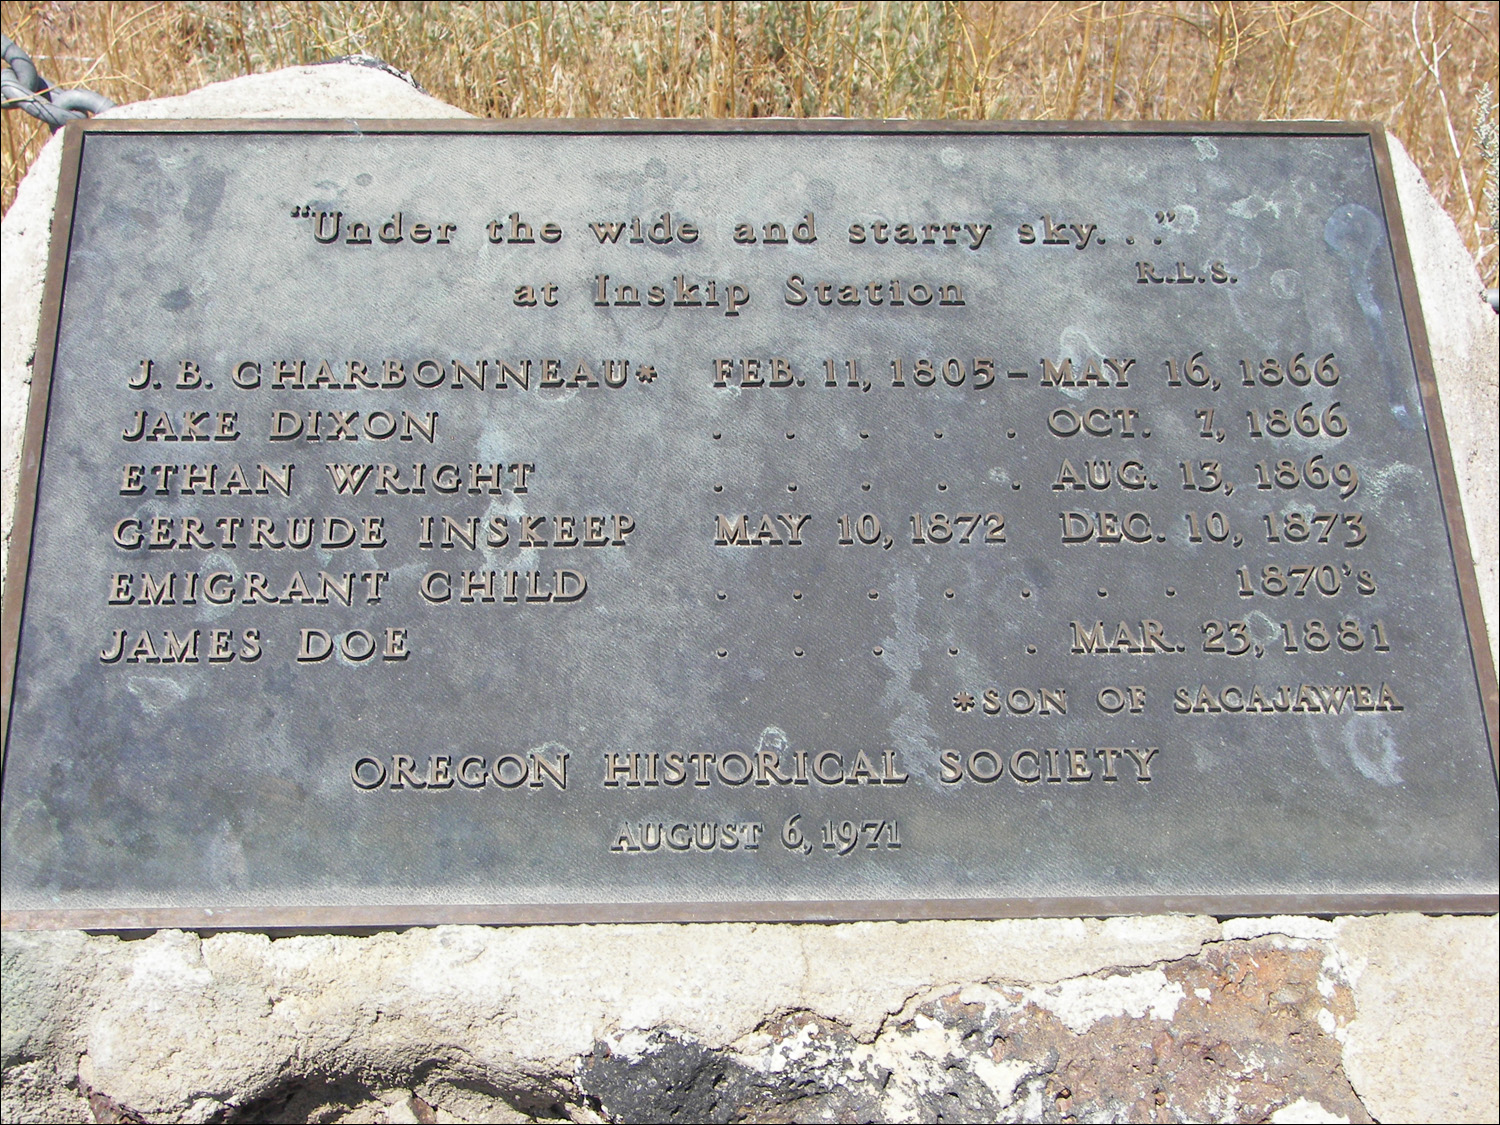 “Under the wide and starry sky. . .”
R.L.S.
at Inskip Station
J. B. CHARBONNEAU* FEB. 11, 1805 – MAY 16, 1866
JAKE DIXON . . . . . OCT. 7, 1866
ETHAN WRIGHT . . . . . AUG. 13, 1869
GERTRUDE INSKEEP MAY 10, 1872 DEC. 10, 1873
EMIGRANT CHILD . . . . . . . 1870's
JAMES DOE . . . . . MAR. 23, 1881
*SON OF SACAJAWEA
OREGON HISTORICAL SOCIETY
AUGUST 6, 1971